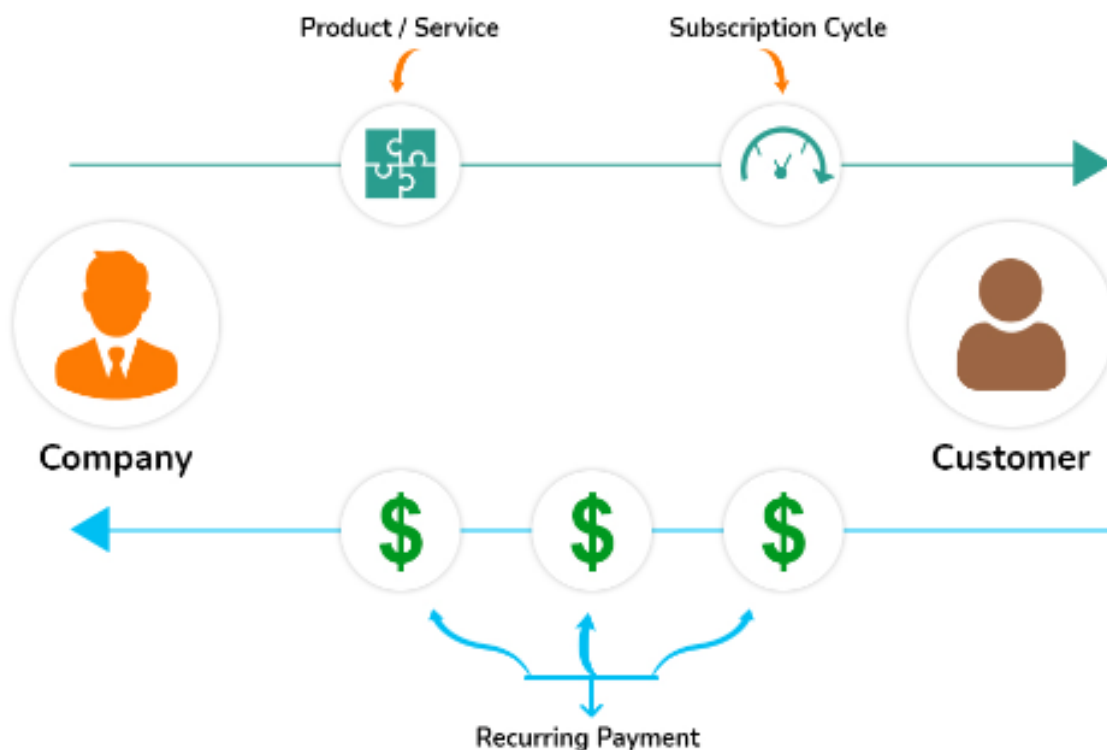 Product / Service
Subscription Cycle
Company
Customer
$
$
$
Recurring Payment